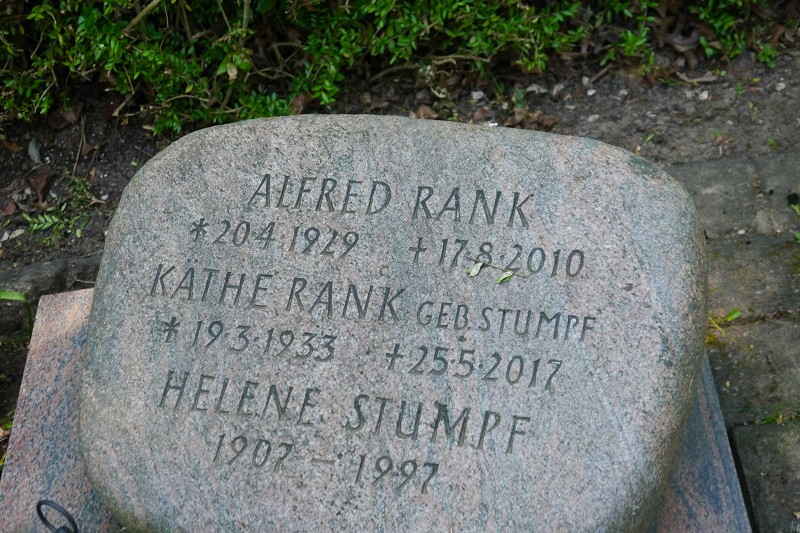 ALFRED RANK
*20·4·1929 +17·8·2010
KÄTHE RANK GEB. STUMPF
*19·3·1933 +25·5·2017
HELENE STUMPF
1907 – 1997